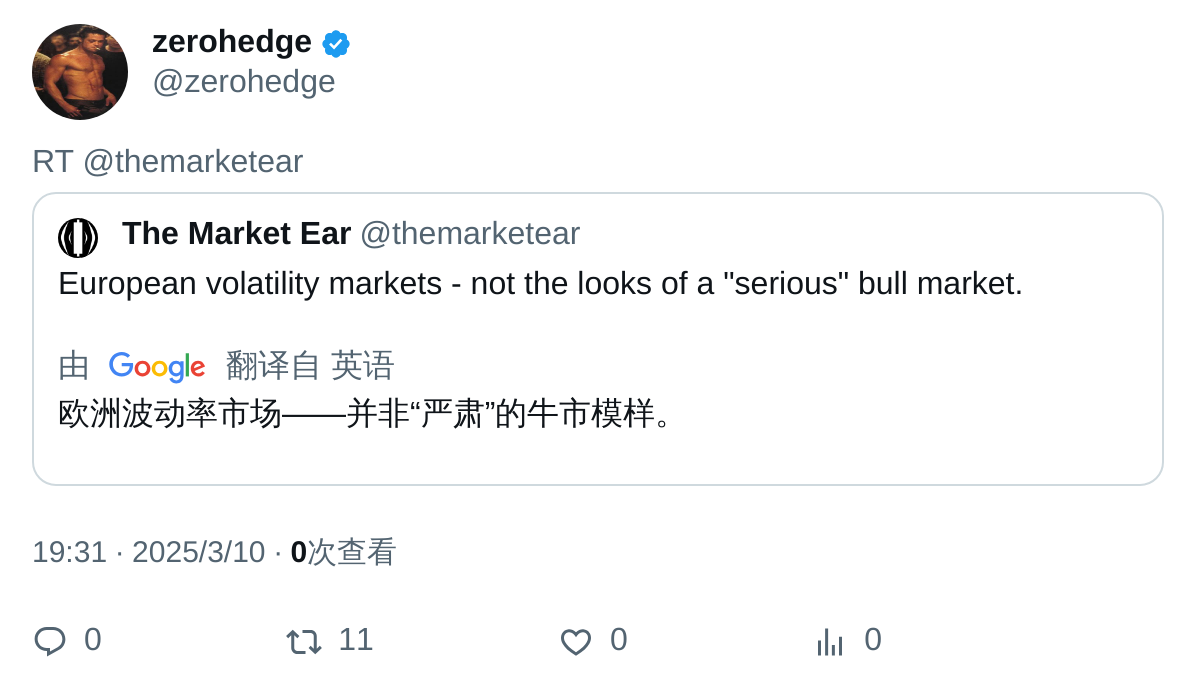 zerohedge
@zerohedge
RT @themarketear
The Market Ear @themarketear
European volatility markets - not the looks of a "serious" bull market.
由 Google 翻译自 英语
欧洲波动率市场——并非“严肃”的牛市模样。
19:31 · 2025/3/10 · 0次查看
0 11 0 0